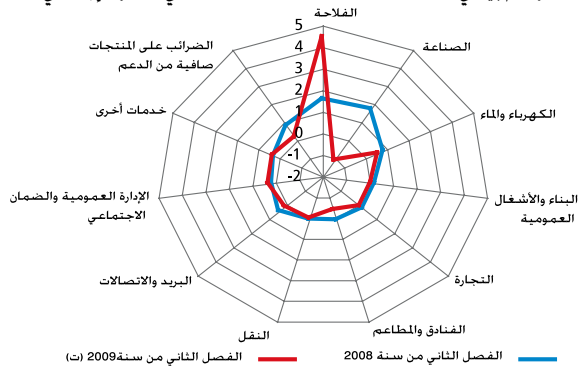 الفلاحة
5
4
3
2
1
0
-1
-2
الصناعة
الكهرباء والماء
البناء والأشغال
العمومية
التجارة
الفنادق والمطاعم
النقل
البريد والاتصالات
الإدارة العمومية والضمان
الاجتماعي
خدمات أخرى
الضرائب على المنتجات
صافية من الدعم
الفصل الثاني من سنة 2008
الفصل الثاني من سنة2009 (ت)